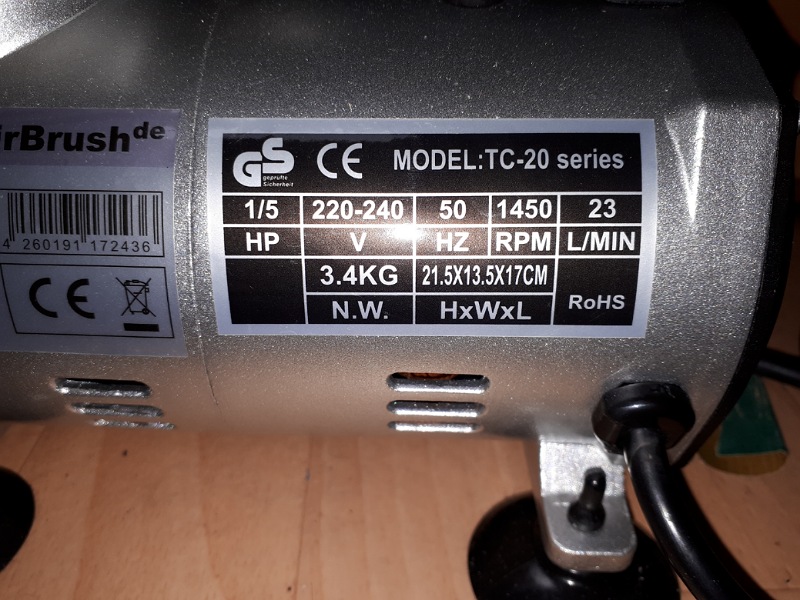 irBrush de
4 260191 172436
CE
GS geprüfte Sicherheit CE MODEL:TC-20 series
1/5 220-240 50 1450 23
HP V HZ RPM L/MIN
3.4KG 21.5X13.5X17CM
N.W. HxWxL RoHS